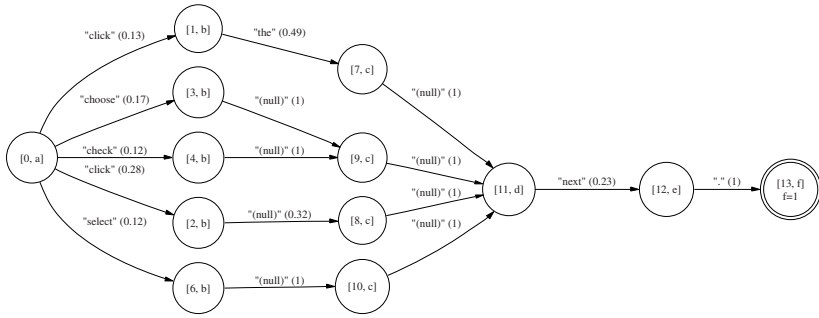 [1, b]
"click" (0.13)
"the" (0.49)
[7, c]
"(null)" (1)
[3, b]
"choose" (0.17)
"(null)" (1)
[0, a]
"check" (0.12)
[4, b]
"(null)" (1)
[9, c]
"(null)" (1)
"click" (0.28)
[2, b]
"(null)" (0.32)
[8, c]
"(null)" (1)
[11, d]
"next" (0.23)
[12, e]
"." (1)
[13, f]
f=1
"select" (0.12)
"(null)" (1)
[6, b]
"(null)" (1)
[10, c]